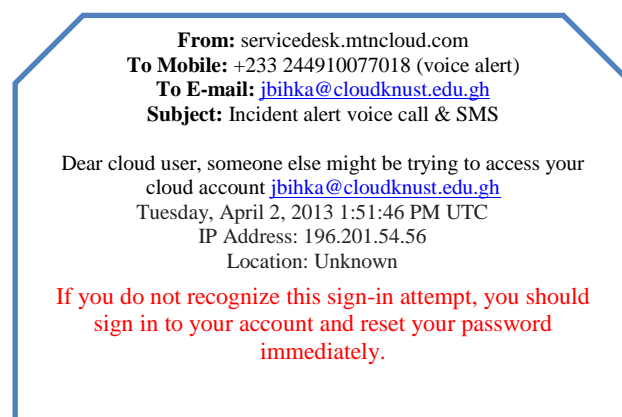 From: servicedesk.mtncloud.com
To Mobile: +233 244910077018 (voice alert)
To E-mail: jbihka@cloudknust.edu.gh
Subject: Incident alert voice call & SMS
Dear cloud user, someone else might be trying to access your
cloud account jbihka@cloudknust.edu.gh
Tuesday, April 2, 2013 1:51:46 PM UTC
IP Address: 196.201.54.56
Location: Unknown
If you do not recognize this sign-in attempt, you should
sign in to your account and reset your password
immediately.